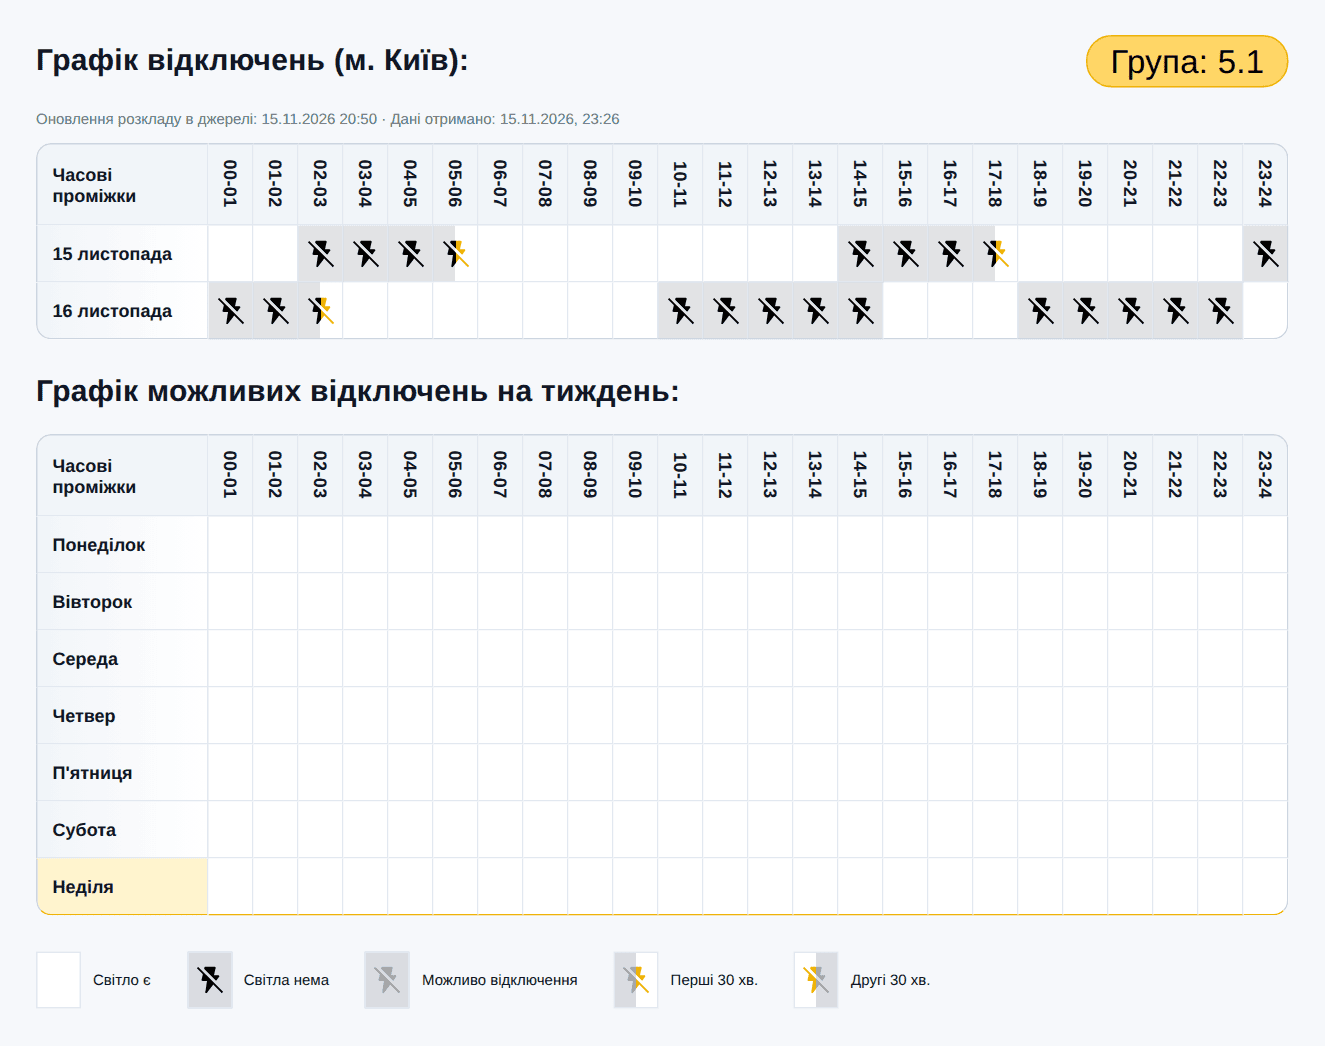 Графік відключень (м. Київ):
Група: 5.1
Оновлення розкладу в джерелі: 15.11.2026 20:50 · Дані отримано: 15.11.2026, 23:26
Часові
проміжки
00-01 01-02 02-03 03-04 04-05 05-06 06-07 07-08 08-09 09-10 10-11 11-12 12-13 13-14 14-15 15-16 16-17 17-18 18-19 19-20 20-21 21-22 22-23 23-24
15 листопада
16 листопада
Графік можливих відключень на тиждень:
Часові
проміжки
00-01 01-02 02-03 03-04 04-05 05-06 06-07 07-08 08-09 09-10 10-11 11-12 12-13 13-14 14-15 15-16 16-17 17-18 18-19 19-20 20-21 21-22 22-23 23-24
Понеділок
Вівторок
Середа
Четвер
П'ятниця
Субота
Неділя
Світло є
Світла нема
Можливо відключення
Перші 30 хв.
Другі 30 хв.